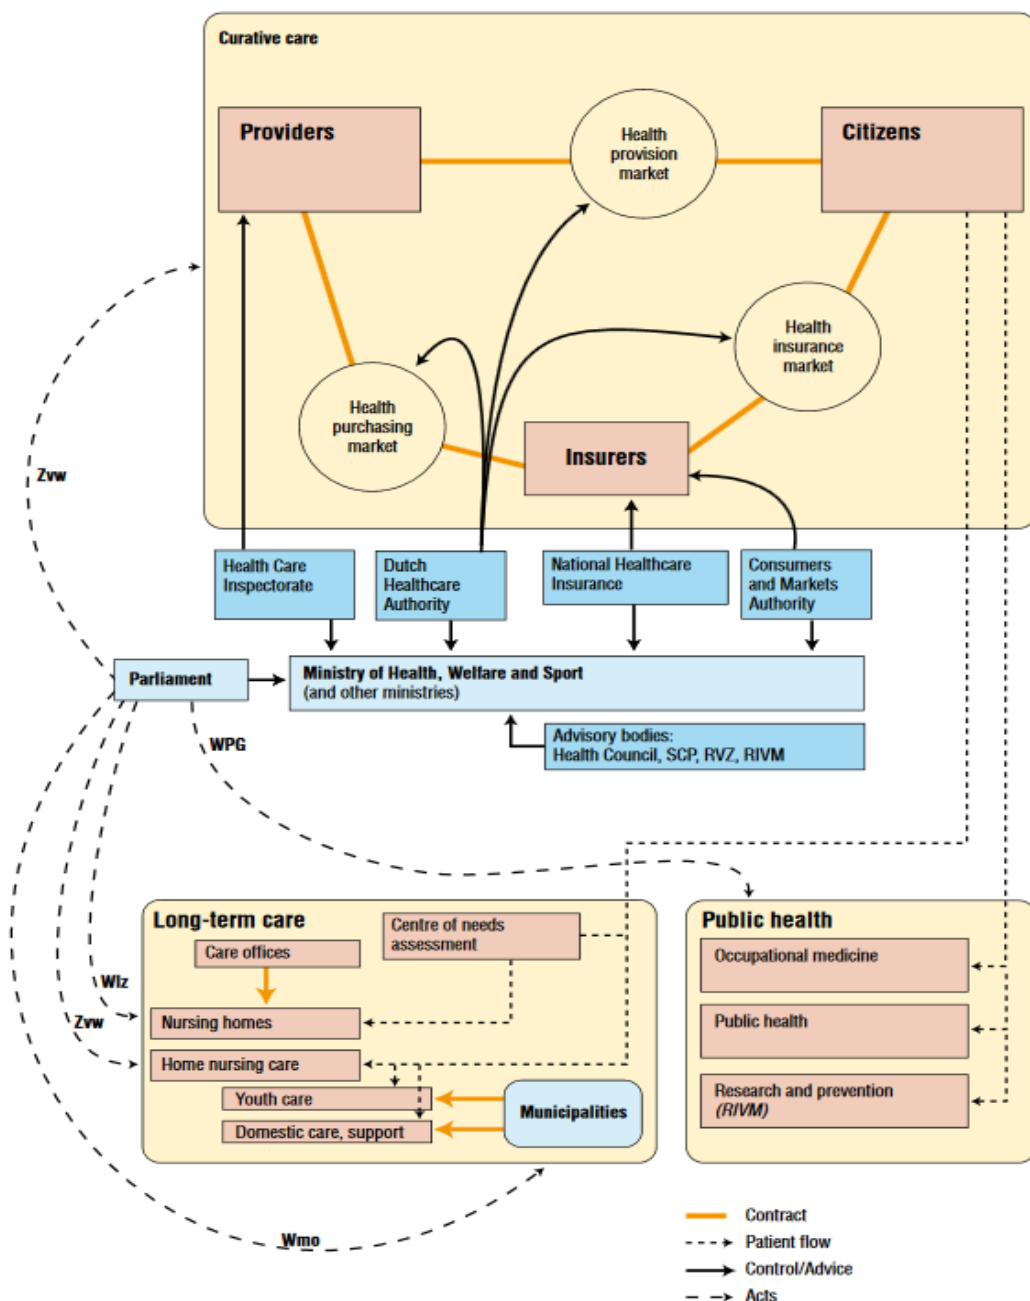 Curative care
Providers
Health
provision
market
Citizens
Health
insurance
market
Health
purchasing
market
Insurers
Zvw
Health Care
Inspectorate
Dutch
Healthcare
Authority
National Healthcare
Insurance
Consumers
and Markets
Authority
Parliament
Ministry of Health, Welfare and Sport
(and other ministries)
WPG
Advisory bodies:
Health Council, SCP, RVZ, RIVM
Long-term care
Care offices
Centre of needs
assessment
Wlz
Nursing homes
Zvw
Home nursing care
Youth care
Domestic care, support
Municipalities
Public health
Occupational medicine
Public health
Research and prevention
(RIVM)
Wmo
Contract
Patient flow
Control/Advice
Acts